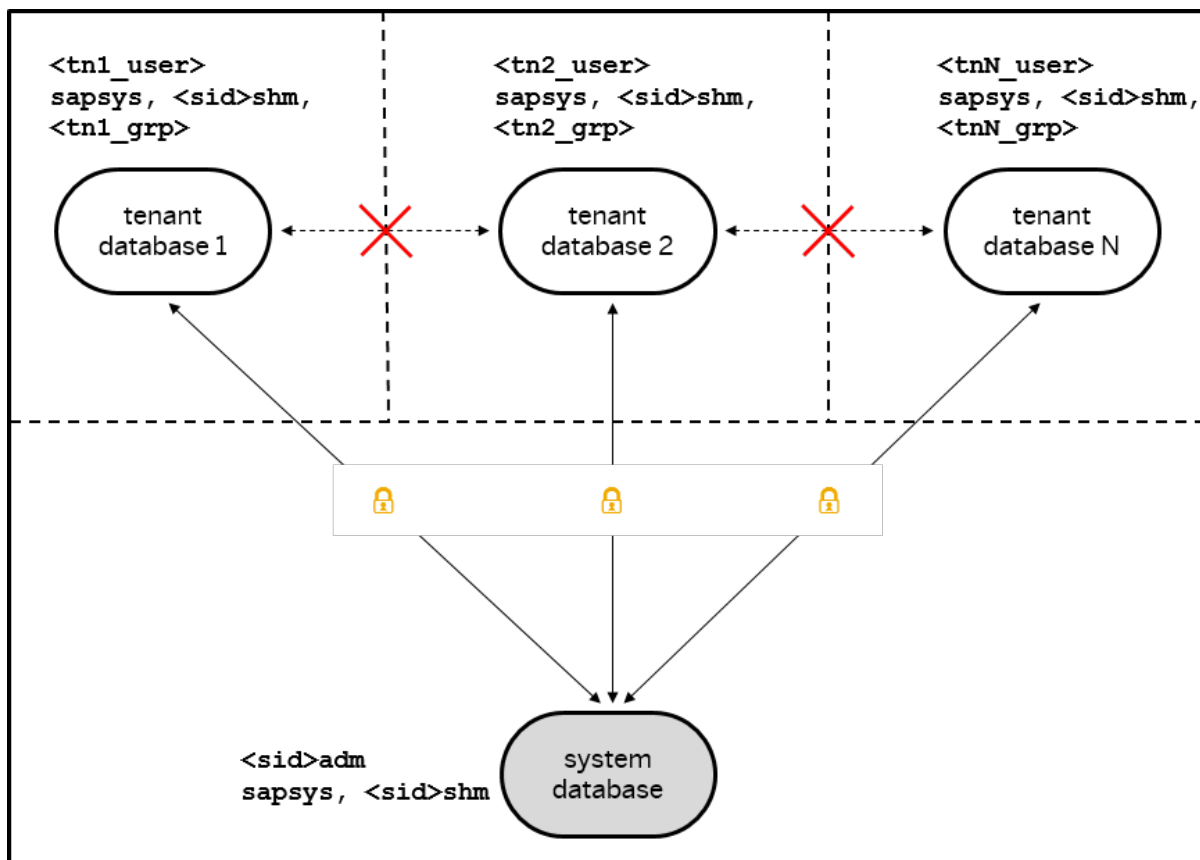 <tn1_user>
sapsys, <sid>shm,
<tn1_grp>
<tn2_user>
sapsys, <sid>shm,
<tn2_grp>
<tnN_user>
sapsys, <sid>shm,
<tnN_grp>
tenant
database 1
tenant
database 2
tenant
database N
<sid>adm
sapsys, <sid>shm
system
database